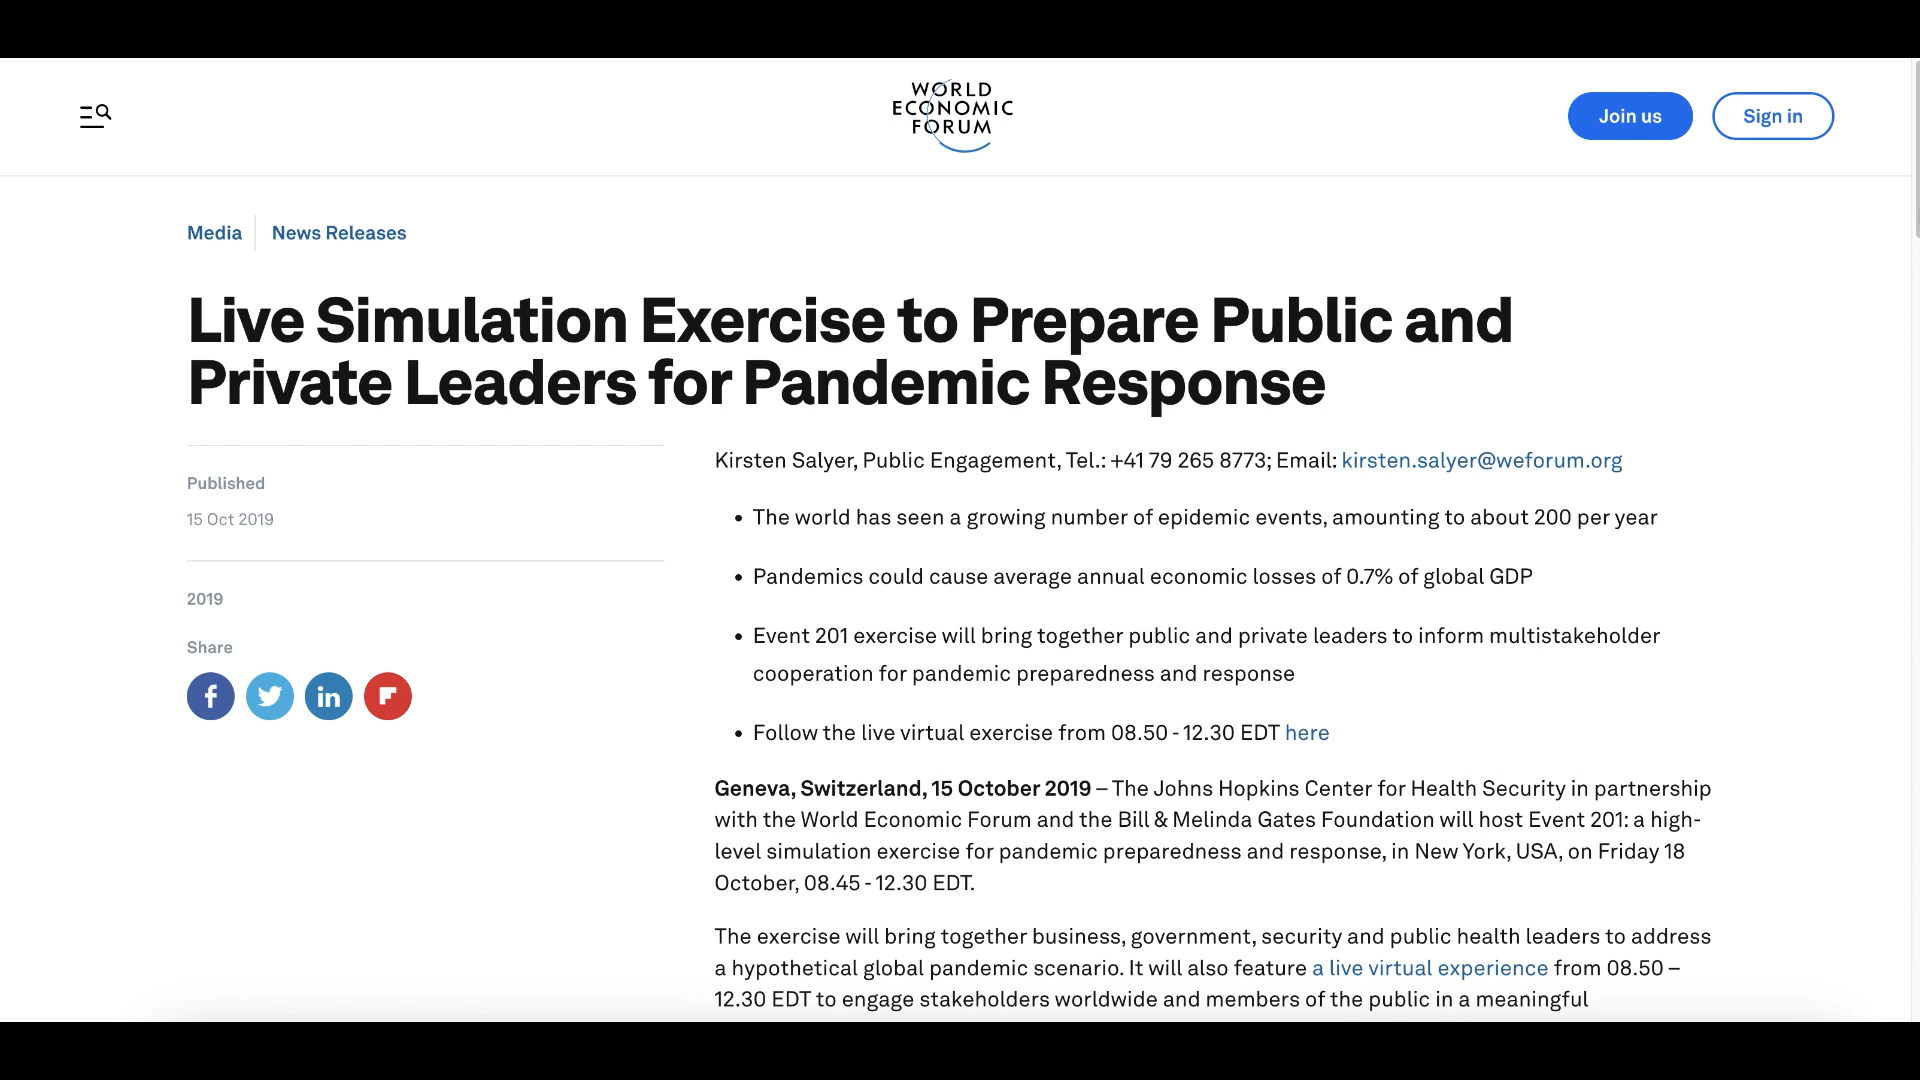 WORLD
ECONOMIC
FORUM
Join us
Sign in
Media
News Releases
Live Simulation Exercise to Prepare Public and
Private Leaders for Pandemic Response
Published
15 Oct 2019
2019
Share
Kirsten Salyer, Public Engagement, Tel.: +41 79 265 8773; Email: kirsten.salyer@weforum.org
• The world has seen a growing number of epidemic events, amounting to about 200 per year
• Pandemics could cause average annual economic losses of 0.7% of global GDP
• Event 201 exercise will bring together public and private leaders to inform multistakeholder
cooperation for pandemic preparedness and response
• Follow the live virtual exercise from 08.50 - 12.30 EDT here
Geneva, Switzerland, 15 October 2019 – The Johns Hopkins Center for Health Security in partnership
with the World Economic Forum and the Bill & Melinda Gates Foundation will host Event 201: a high-
level simulation exercise for pandemic preparedness and response, in New York, USA, on Friday 18
October, 08.45 - 12.30 EDT.
The exercise will bring together business, government, security and public health leaders to address
a hypothetical global pandemic scenario. It will also feature a live virtual experience from 08.50 –
12.30 EDT to engage stakeholders worldwide and members of the public in a meaningful